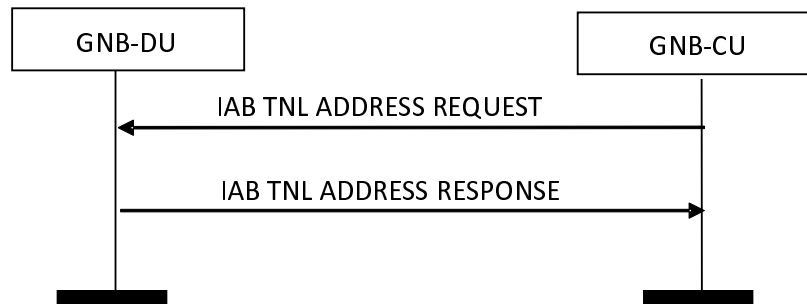 GNB-DU
GNB-CU
IAB TNL ADDRESS REQUEST
IAB TNL ADDRESS RESPONSE